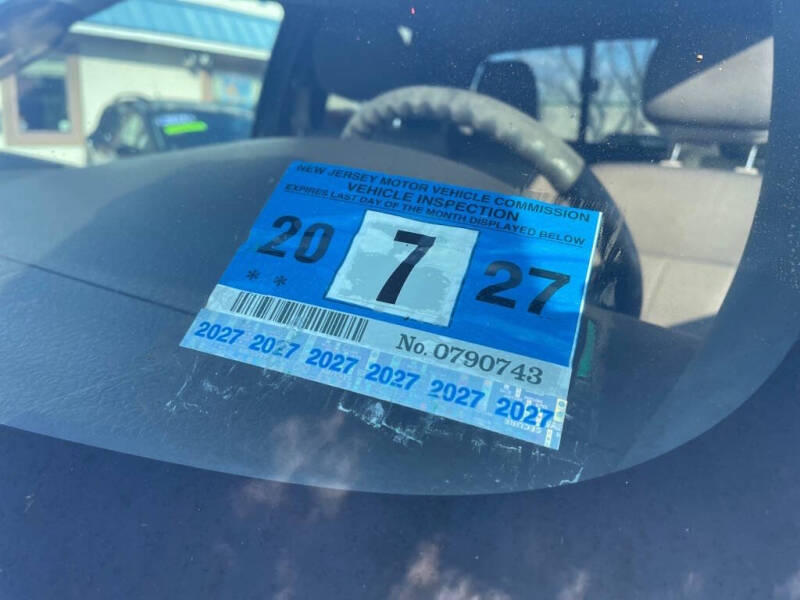 NEW JERSEY MOTOR VEHICLE COMMISSION
VEHICLE INSPECTION
EXPIRES LAST DAY OF THE MONTH DISPLAYED BELOW
20 7 27
* *
No. 0790743
2027 2027 2027 2027 2027 2027
SECURE